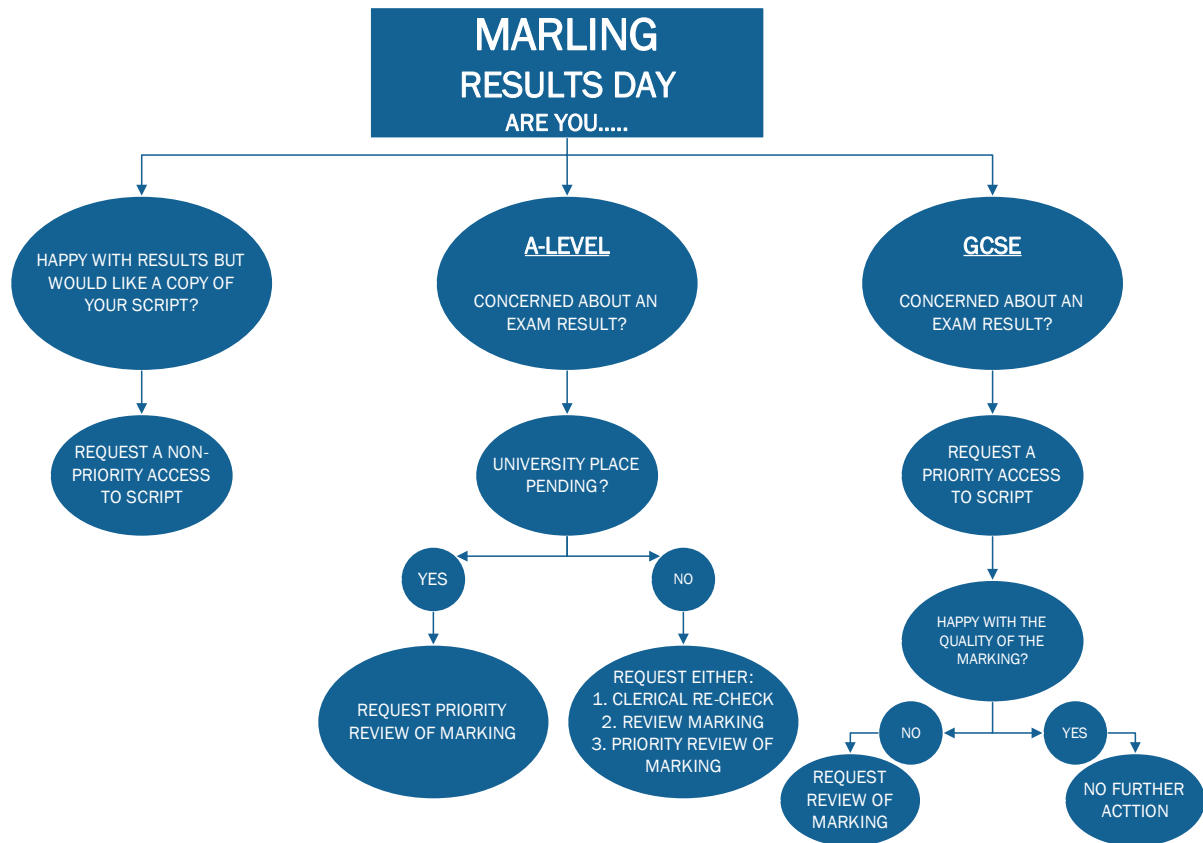 MARLING
RESULTS DAY
ARE YOU.....
HAPPY WITH RESULTS BUT
WOULD LIKE A COPY OF
YOUR SCRIPT?
A-LEVEL
CONCERNED ABOUT AN
EXAM RESULT?
GCSE
CONCERNED ABOUT AN
EXAM RESULT?
REQUEST A NON-
PRIORITY ACCESS
TO SCRIPT
UNIVERSITY PLACE
PENDING?
REQUEST A
PRIORITY ACCESS
TO SCRIPT
YES
NO
HAPPY WITH THE
QUALITY OF THE
MARKING?
REQUEST PRIORITY
REVIEW OF MARKING
REQUEST EITHER:
1. CLERICAL RE-CHECK
2. REVIEW MARKING
3. PRIORITY REVIEW OF
MARKING
NO
YES
REQUEST
REVIEW OF
MARKING
NO FURTHER
ACTTION